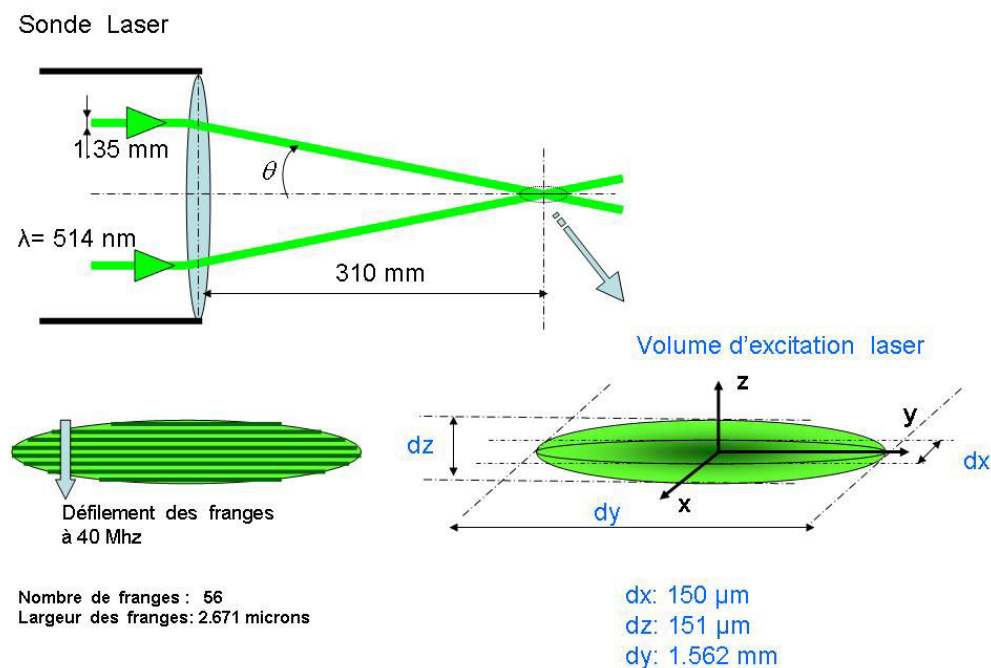 Sonde Laser
1.35 mm
θ
λ= 514 nm
310 mm
Volume d'excitation laser
z
y
dz
dx
x
dy
Défilement des franges
à 40 Mhz
Nombre de franges : 56
Largeur des franges: 2.671 microns
dx: 150 µm
dz: 151 µm
dy: 1.562 mm